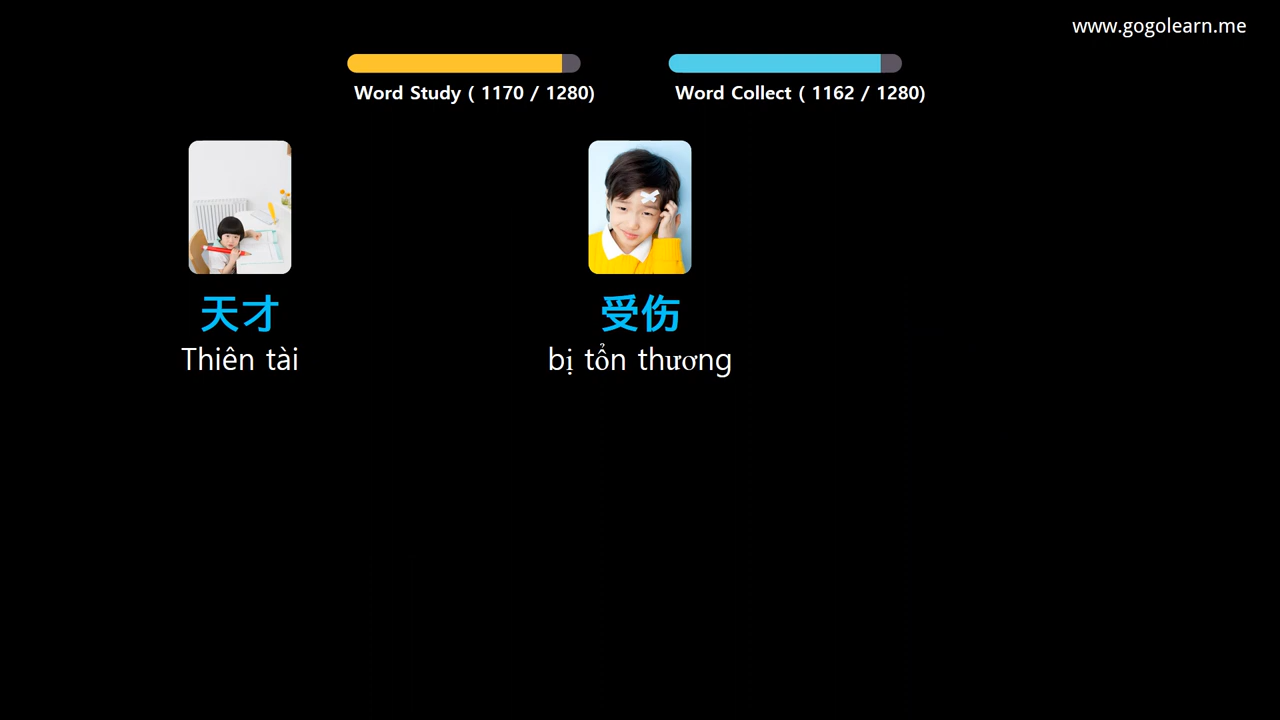 www.gogolearn.me
Word Study ( 1170 / 1280)
Word Collect ( 1162 / 1280)
天才
受伤
Thiên tài
bị tổn thương